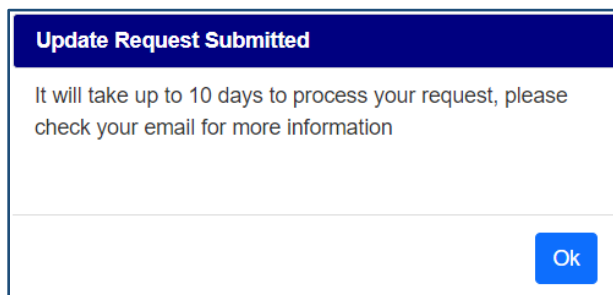 Update Request Submitted
It will take up to 10 days to process your request, please
check your email for more information
Ok